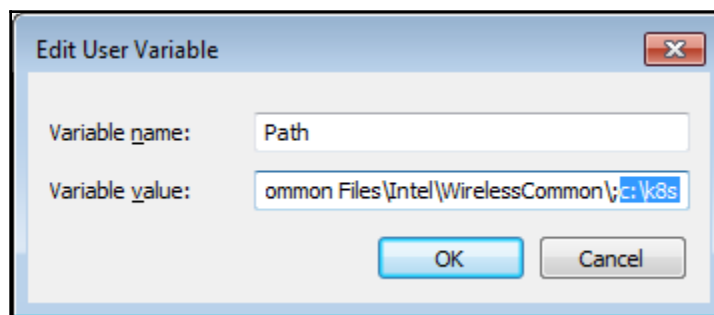 Edit User Variable
Variable name: Path
Variable value: ommon Files\Intel\WirelessCommon\;c:\k8s
OK Cancel